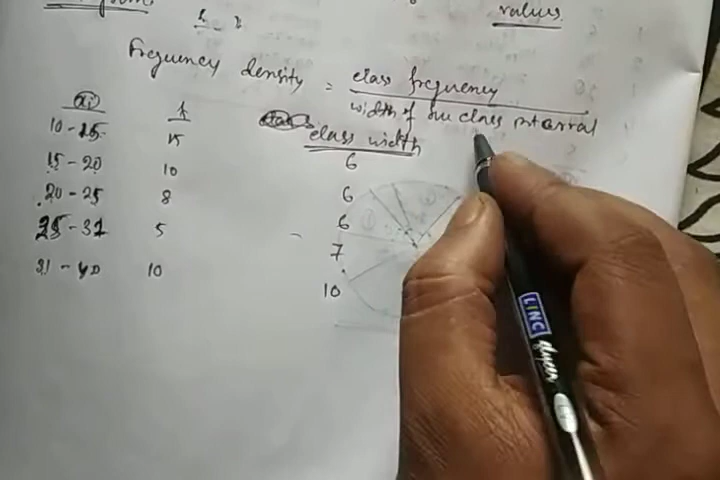 values.
Frequency density = class frequency
width of the class interval
xi f class width
10-15 15 6
15-20 10 6
20-25 8 6
25-31 5 7
31-40 10 10
LINC glycer